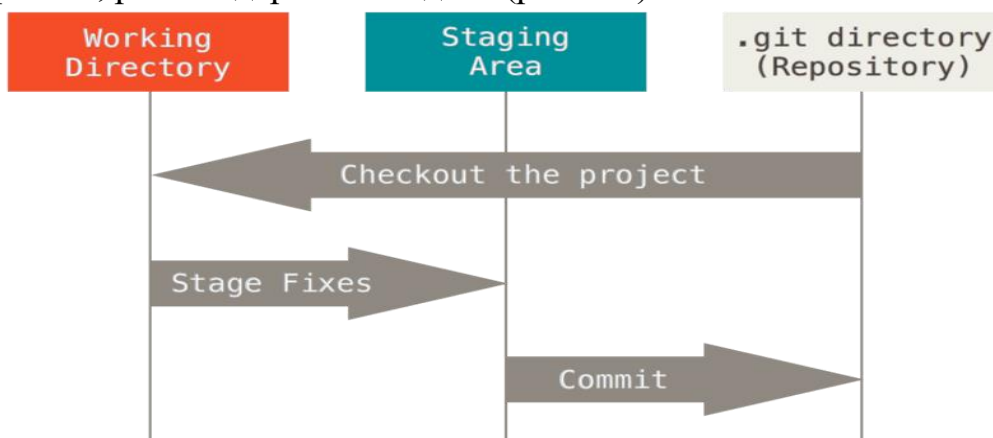 Working
Directory
Staging
Area
.git directory
(Repository)
Checkout the project
Stage Fixes
Commit